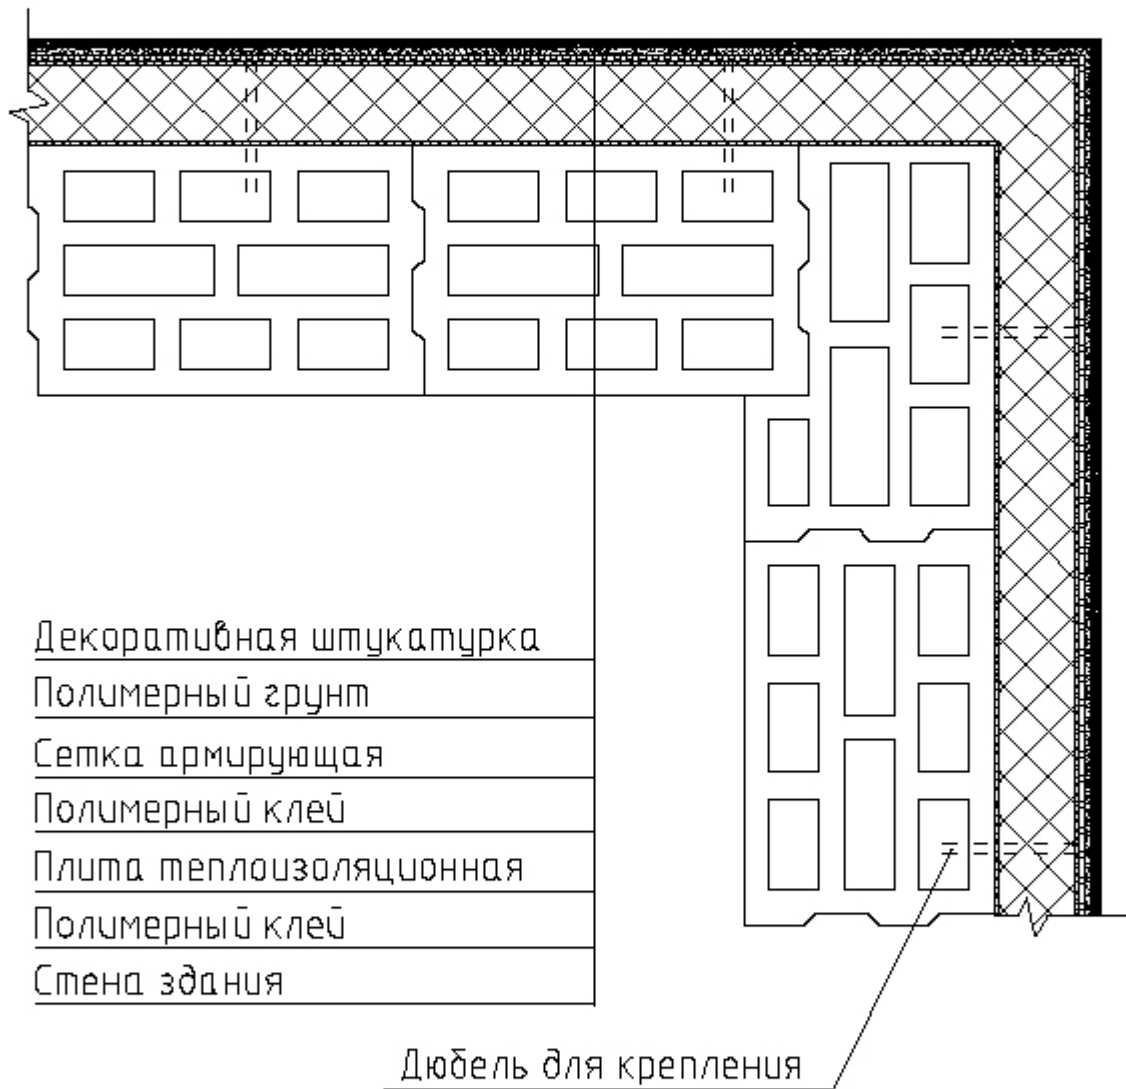 Декоративная штукатурка
Полимерный грунт
Сетка армирующая
Полимерный клей
Плита теплоизоляционная
Полимерный клей
Стена здания
Дюбель для крепления